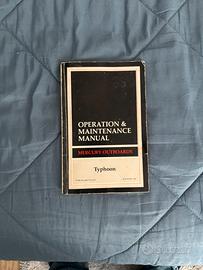 OPERATION &
MAINTENANCE
MANUAL
MERCURY OUTBOARDS
Typhoon